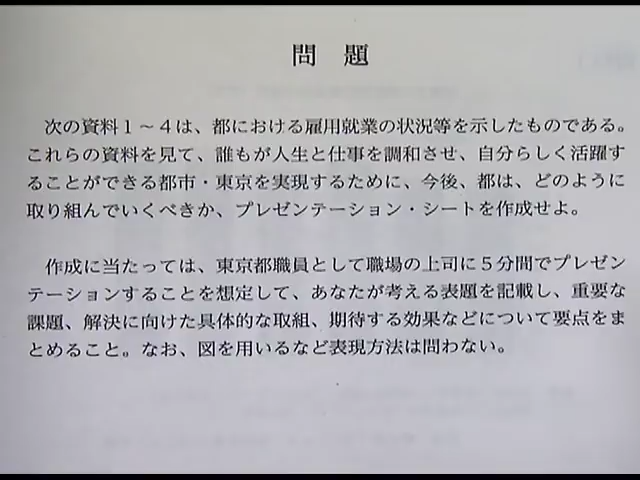 問　題
次の資料１～４は、都における雇用就業の状況等を示したものである。
これらの資料を見て、誰もが人生と仕事を調和させ、自分らしく活躍す
ることができる都市・東京を実現するために、今後、都は、どのように
取り組んでいくべきか、プレゼンテーション・シートを作成せよ。
作成に当たっては、東京都職員として職場の上司に５分間でプレゼン
テーションすることを想定して、あなたが考える表題を記載し、重要な
課題、解決に向けた具体的な取組、期待する効果などについて要点をま
とめること。なお、図を用いるなど表現方法は問わない。